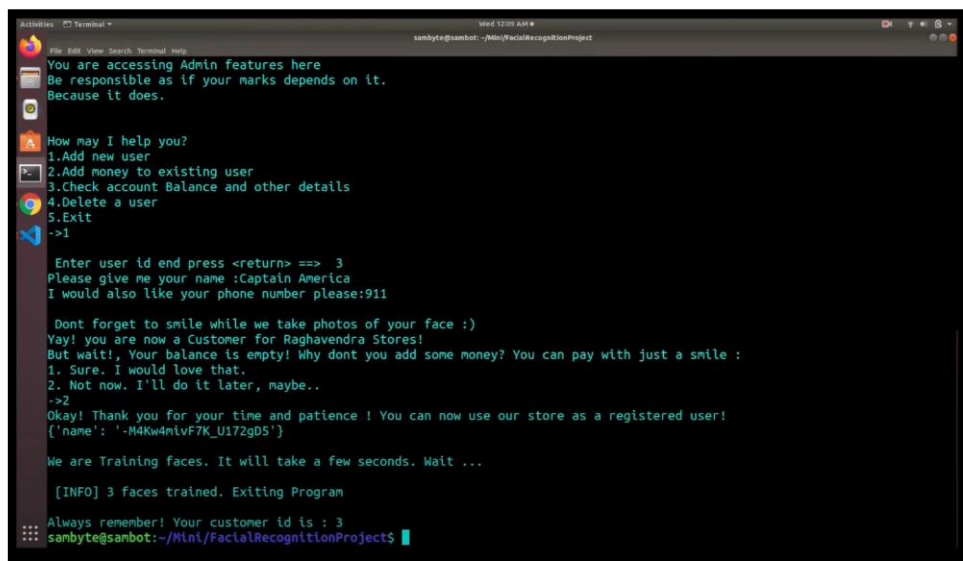 Activities Terminal Wed 12:09 AM
sambyte@sambot: ~/Mini/FacialRecognitionProject
File Edit View Search Terminal Help
You are accessing Admin features here
Be responsible as if your marks depends on it.
Because it does.
How may I help you?
1.Add new user
2.Add money to existing user
3.Check account Balance and other details
4.Delete a user
5.Exit
->1
Enter user id end press <return> ==>  3
Please give me your name :Captain America
I would also like your phone number please:911
Dont forget to smile while we take photos of your face :)
Yay! you are now a Customer for Raghavendra Stores!
But wait!, Your balance is empty! Why dont you add some money? You can pay with just a smile :
1. Sure. I would love that.
2. Not now. I'll do it later, maybe..
->2
Okay! Thank you for your time and patience ! You can now use our store as a registered user!
{'name': '-M4Kw4mivF7K_U172gD5'}
We are Training faces. It will take a few seconds. Wait ...
[INFO] 3 faces trained. Exiting Program
Always remember! Your customer id is : 3
sambyte@sambot:~/Mini/FacialRecognitionProject$